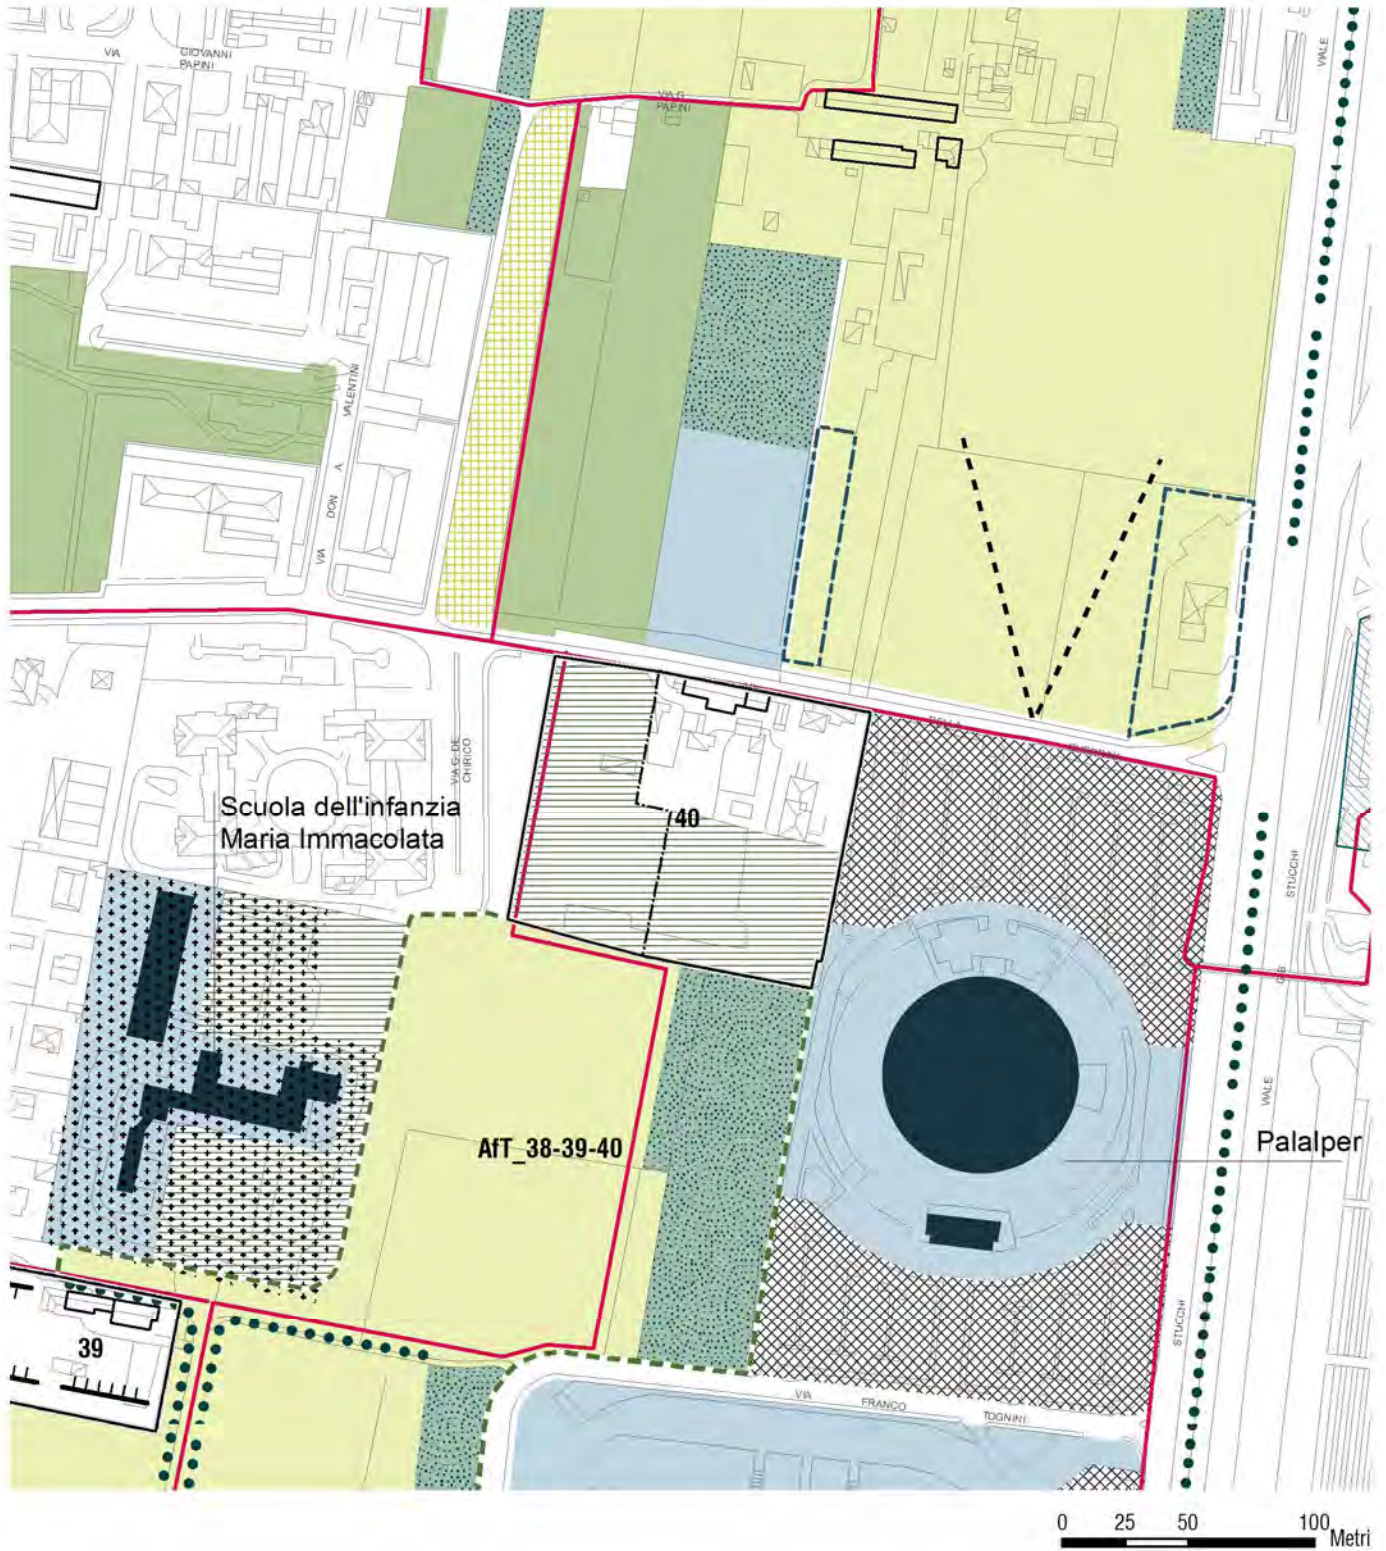 VIALE
VIA
GIOVANNI
PAPINI
VIA G.
PAPINI
VALENTINI
A.
DON
VIA
DELLA
GUERRINA
VIA G. DE
CHIRICO
Scuola dell'infanzia
Maria Immacolata
40
STUCCHI
G.B.
VIALE
AfT_38-39-40
Palalper
STUCCHI
39
VIA
FRANCO
TOGNINI
0 25 50 100
Metri